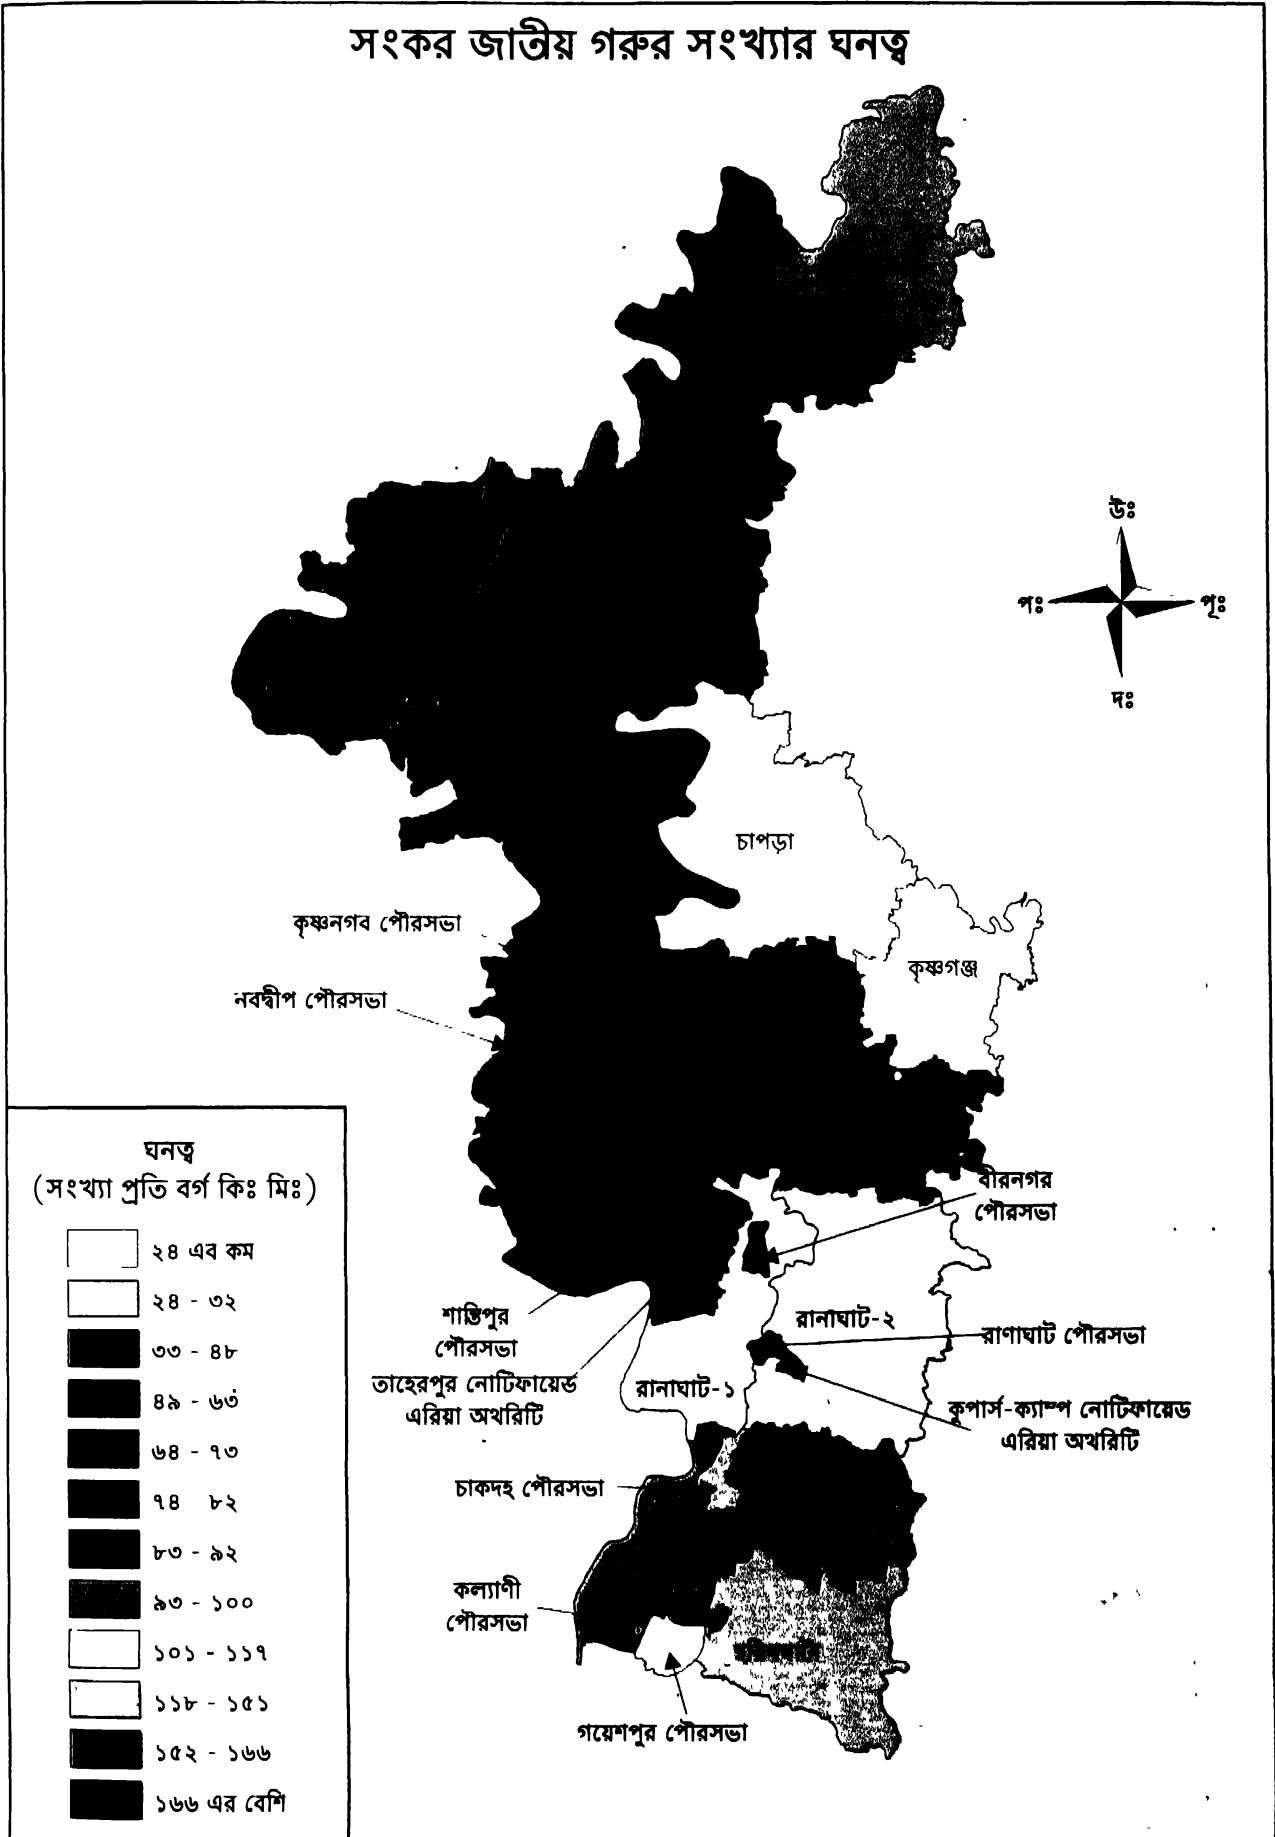 সংকর জাতীয় গরুর সংখ্যার ঘনত্ব
উঃ
পঃ
পূঃ
দঃ
চাপড়া
কৃষ্ণনগব পৌরসভা
কৃষ্ণগঞ্জ
নবদ্বীপ পৌরসভা
বীরনগর
পৌরসভা
রানাঘাট-২
শান্তিপুর
পৌরসভা
রাণাঘাট পৌরসভা
তাহেরপুর নোটিফায়েড
এরিয়া অথরিটি
রানাঘাট-১
কুপার্স-ক্যাম্প নোটিফায়েড
এরিয়া অথরিটি
চাকদহ পৌরসভা
কল্যাণী
পৌরসভা
গয়েশপুর পৌরসভা
ঘনত্ব
(সংখ্যা প্রতি বর্গ কিঃ মিঃ)
২৪ এব কম
২৪ - ৩২
৩৩ - ৪৮
৪৯ - ৬৩
৬৪ - ৭৩
৭৪ ৮২
৮৩ - ৯২
৯৩ - ১০০
১০১ - ১১৭
১১৮ - ১৫১
১৫২ - ১৬৬
১৬৬ এর বেশি